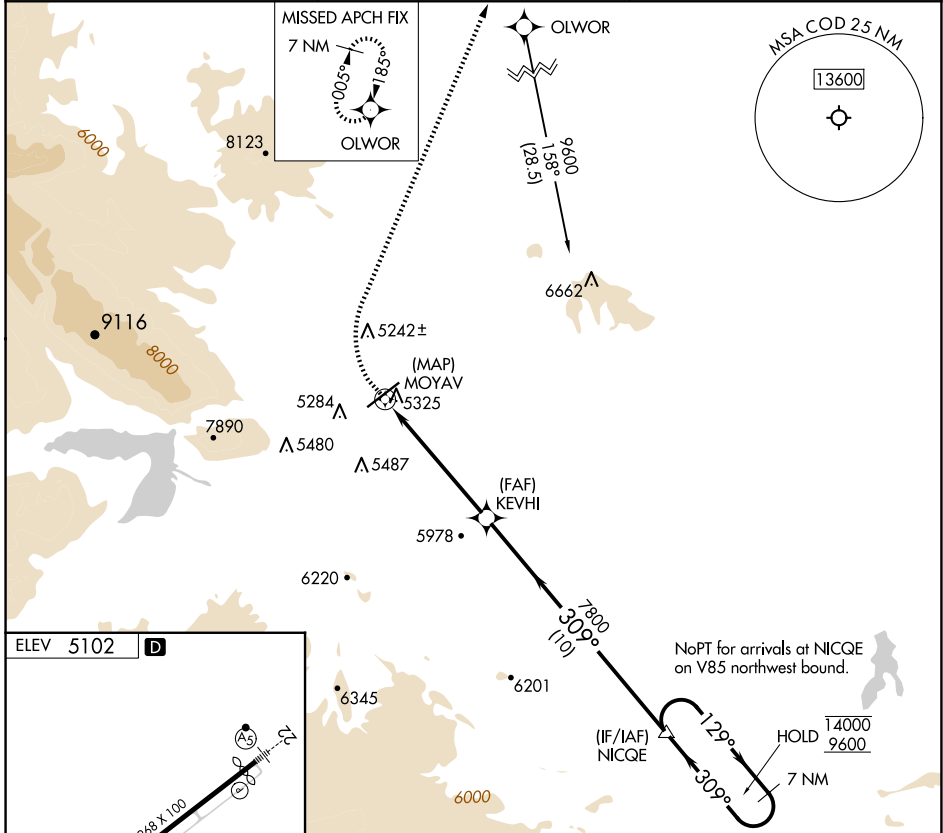 MISSED APCH FIX
7 NM
005°
185°
OLWOR
OLWOR
9600
158°
(28.5)
MSA COD 25 NM
13600
6000
8123
6662
9116
8000
5242±
(MAP)
MOYAV
5325
5284
7890
5480
5487
(FAF)
KEVHI
5978
6220
7800
309°
(10)
NoPT for arrivals at NICQE
on V85 northwest bound.
6345
6201
(IF/IAF)
NICQE
129°
309°
HOLD
14000
9600
7 NM
6000
ELEV 5102 D
A5
22
P
268 X 100